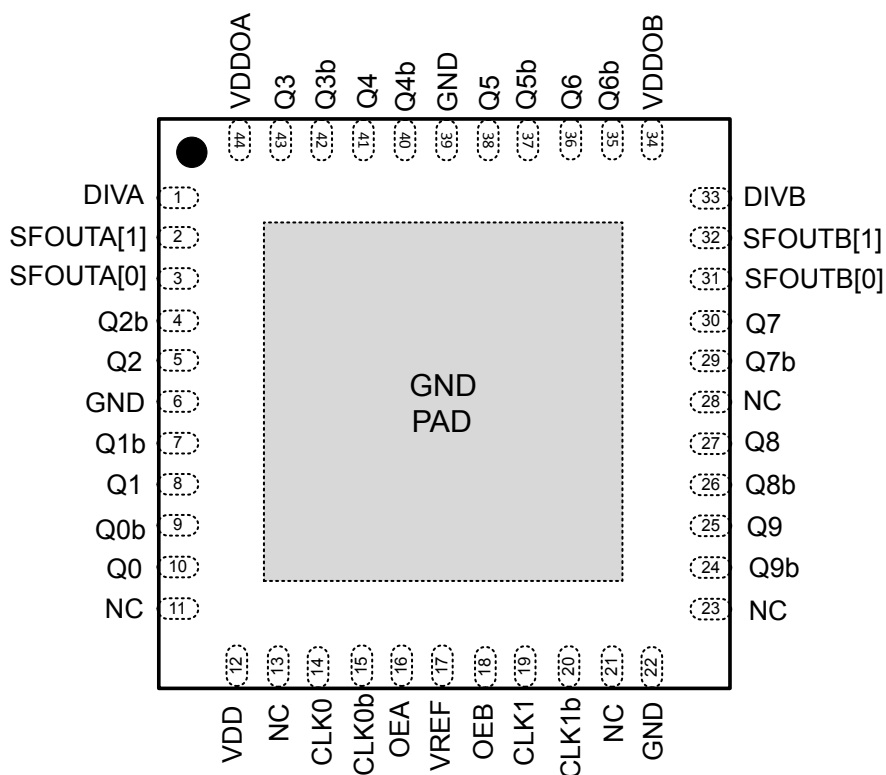 VDDOA
Q3
Q3b
Q4
Q4b
GND
Q5
Q5b
Q6
Q6b
VDDOB
44
43
42
41
40
39
38
37
36
35
34
DIVA 1
SFOUTA[1] 2
SFOUTA[0] 3
Q2b 4
Q2 5
GND 6
Q1b 7
Q1 8
Q0b 9
Q0 10
NC 11
GND
PAD
33 DIVB
32 SFOUTB[1]
31 SFOUTB[0]
30 Q7
29 Q7b
28 NC
27 Q8
26 Q8b
25 Q9
24 Q9b
23 NC
12
13
14
15
16
17
18
19
20
21
22
VDD
NC
CLK0
CLK0b
OEA
VREF
OEB
CLK1
CLK1b
NC
GND